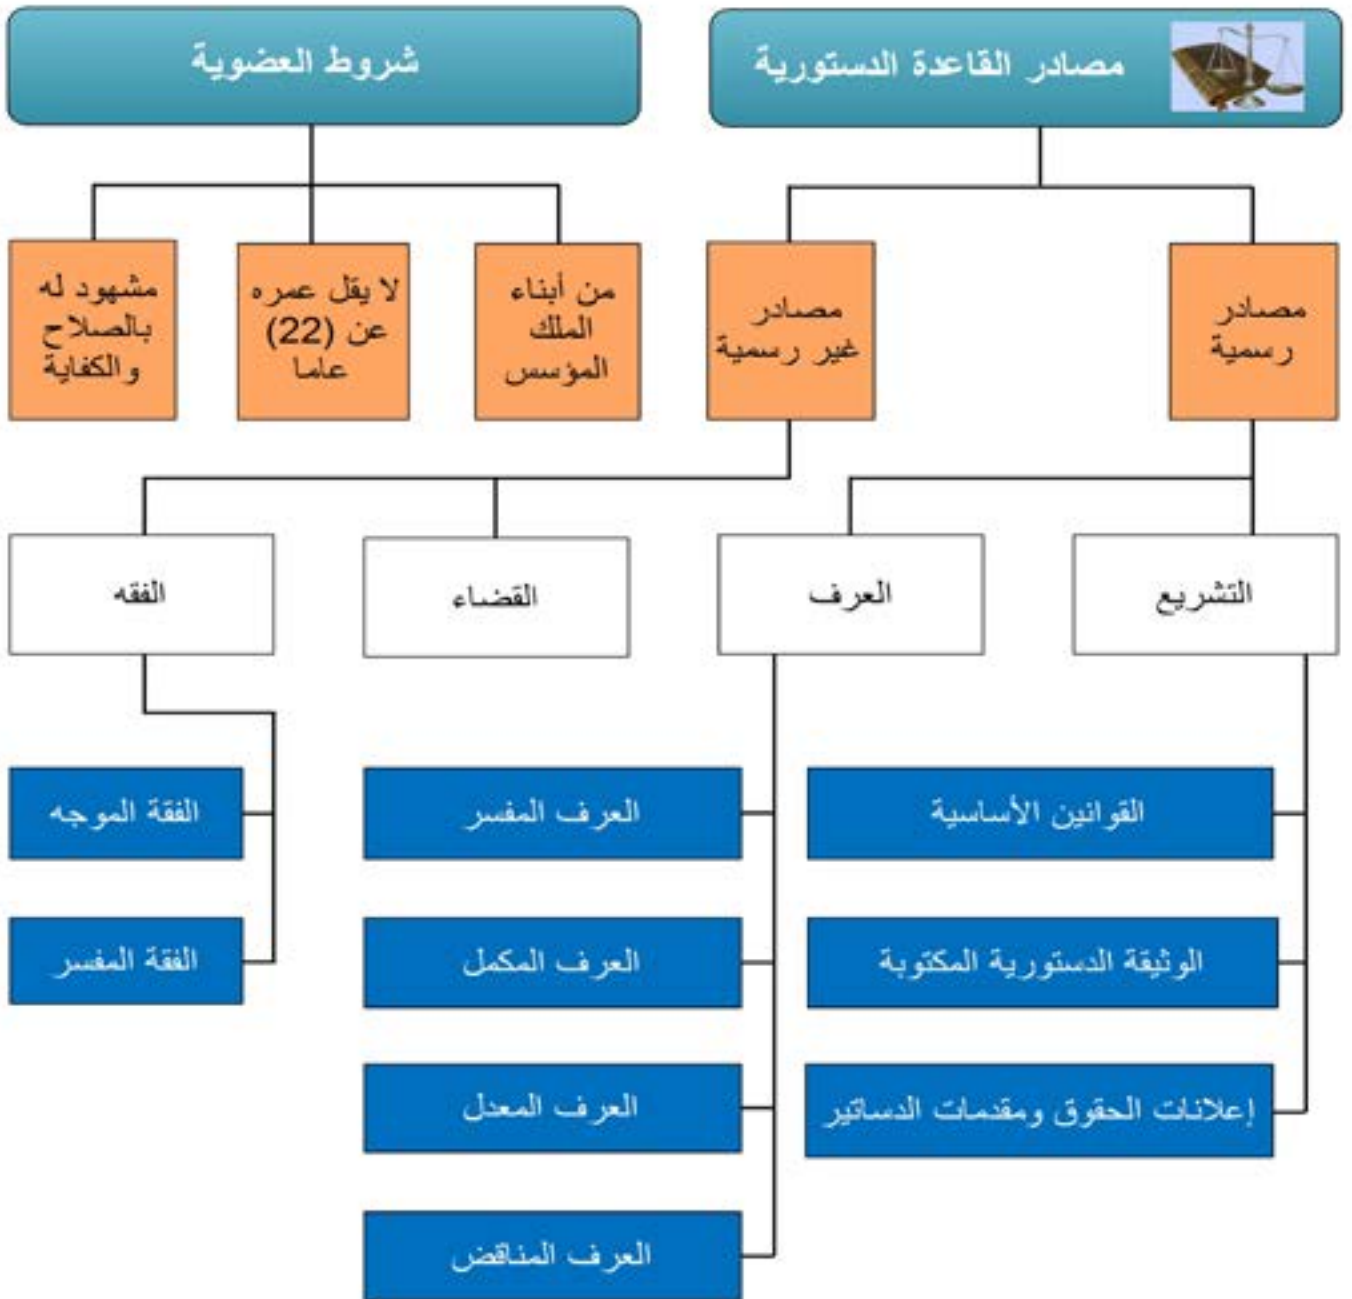 مصادر القاعدة الدستورية
شروط العضوية
مصادر
رسمية
مصادر
غير رسمية
من أبناء
الملك
المؤسس
لا يقل عمره
عن (22)
عاما
مشهود له
بالصلاح
والكفاية
التشريع
العرف
القضاء
الفقه
القوانين الأساسية
العرف المفسر
الفقة الموجه
الوثيقة الدستورية المكتوبة
العرف المكمل
الفقة المفسر
إعلانات الحقوق ومقدمات الدساتير
العرف المعدل
العرف المناقض